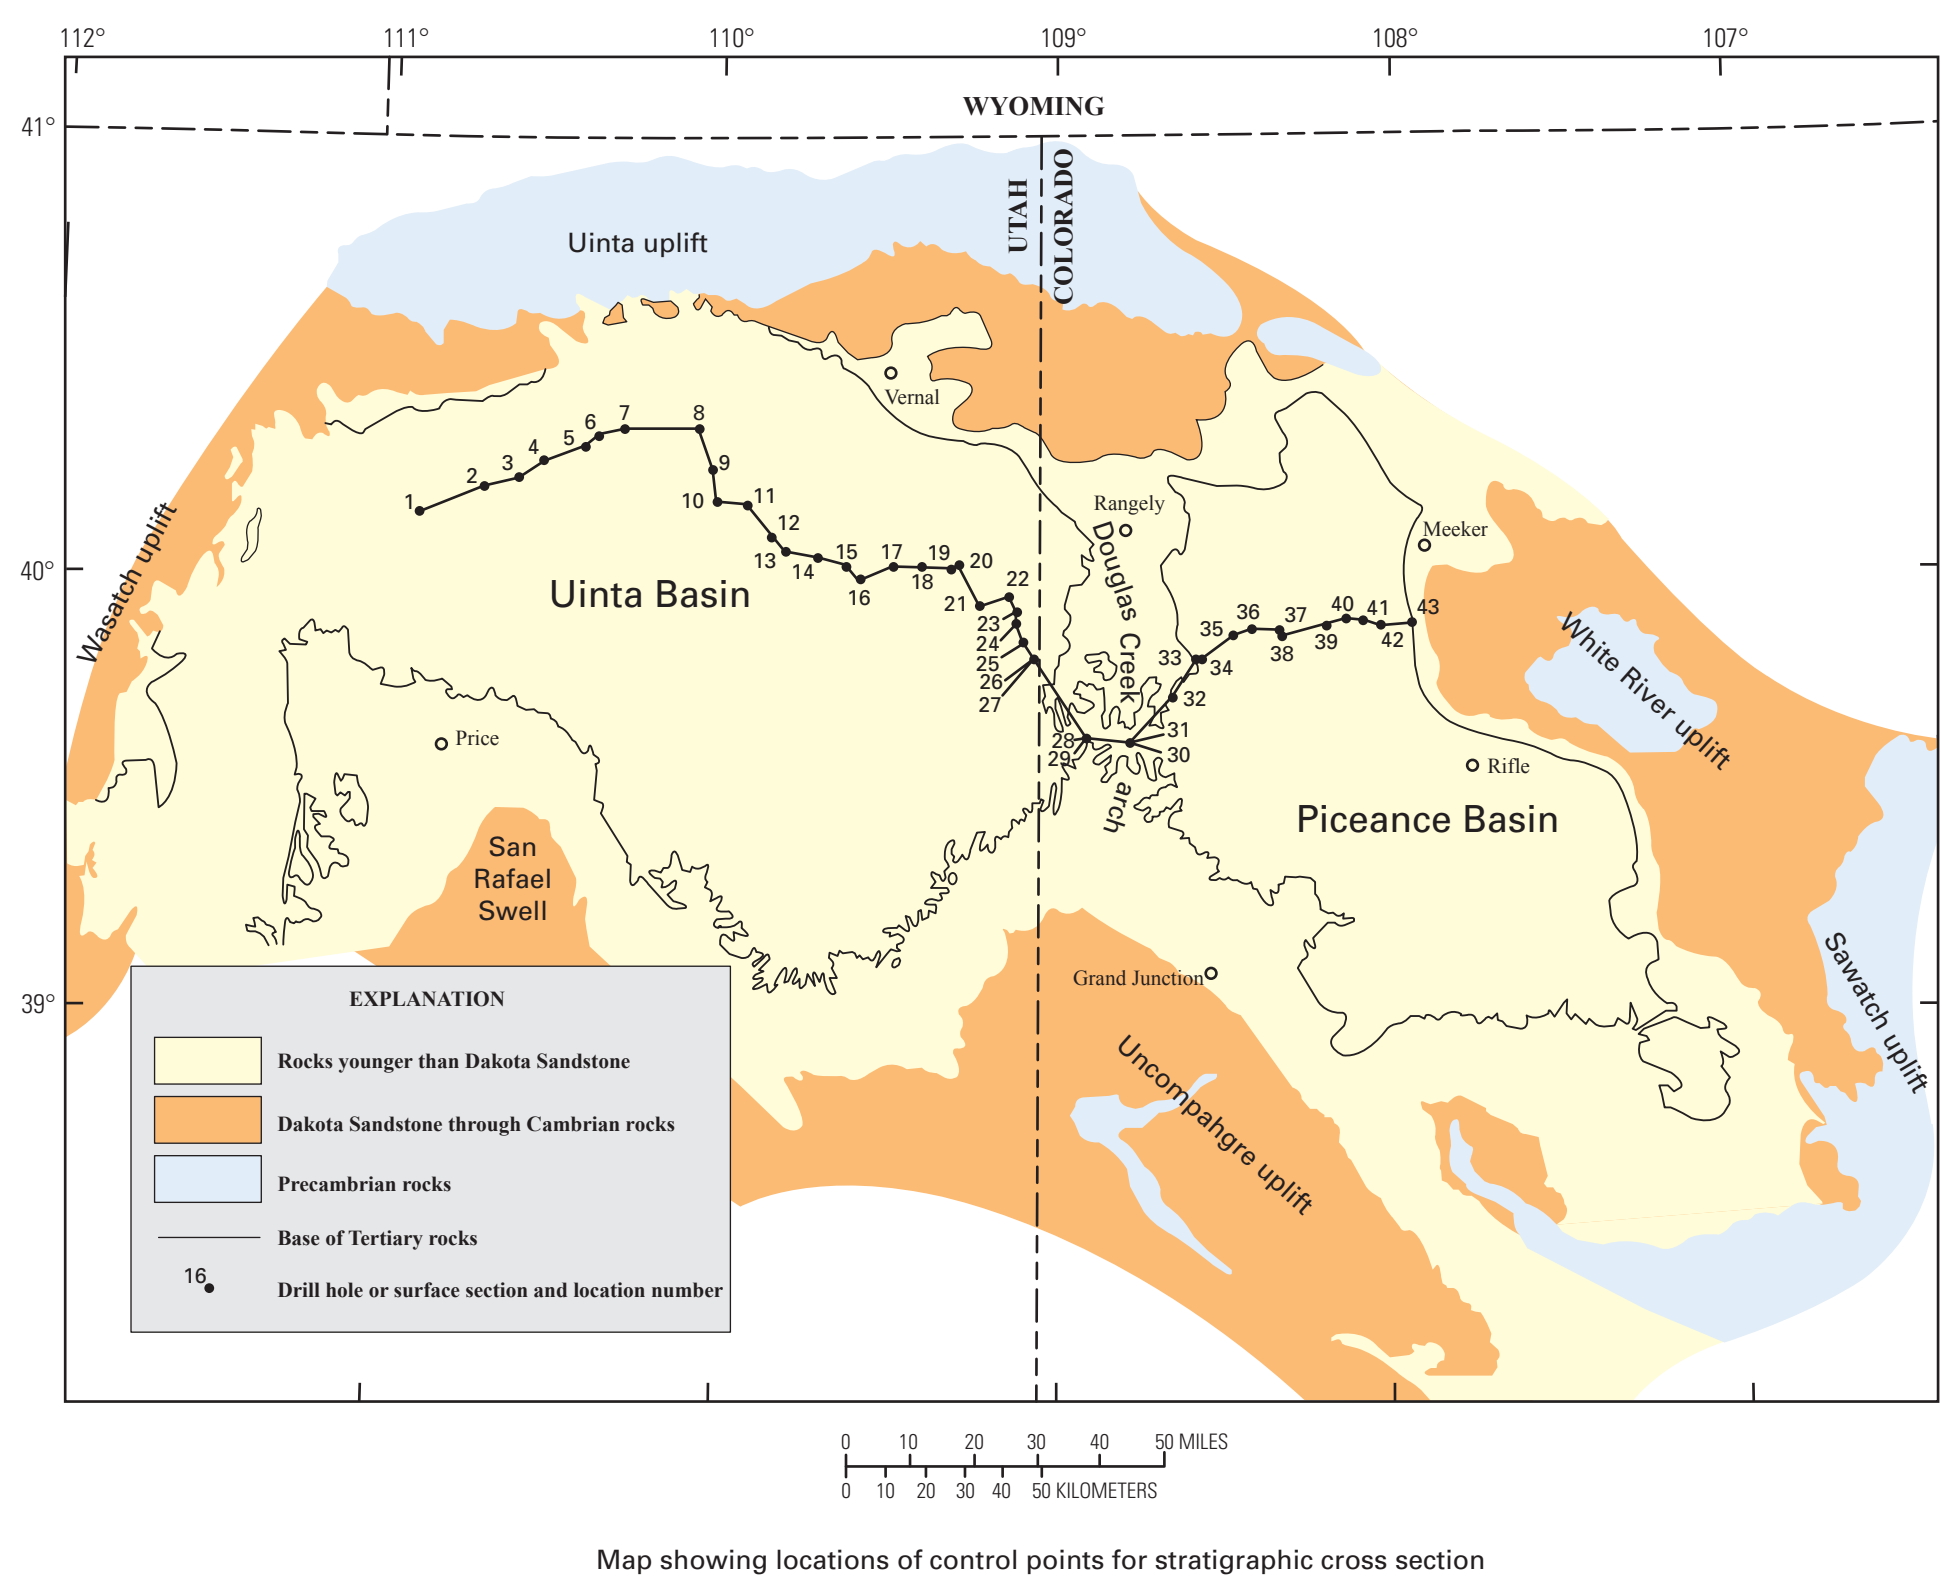 112° 111° 110° 109° 108° 107°
WYOMING
41°
UTAH
COLORADO
Uinta uplift
Vernal
1 2 3 4 5 6 7 8
9
10 11
12
13 14 15 16 17 18 19 20
21 22
23
24
25
26
27
28
29
30
31
32
33 34 35 36 37 38 39 40 41 42 43
Rangely
Meeker
40°
Wasatch uplift
Uinta Basin
Douglas Creek
arch
White River uplift
Price
Rifle
Piceance Basin
San
Rafael
Swell
Grand Junction
39°
Sawatch uplift
Uncompahgre uplift
EXPLANATION
Rocks younger than Dakota Sandstone
Dakota Sandstone through Cambrian rocks
Precambrian rocks
Base of Tertiary rocks
16
Drill hole or surface section and location number
0 10 20 30 40 50 MILES
0 10 20 30 40 50 KILOMETERS
Map showing locations of control points for stratigraphic cross section